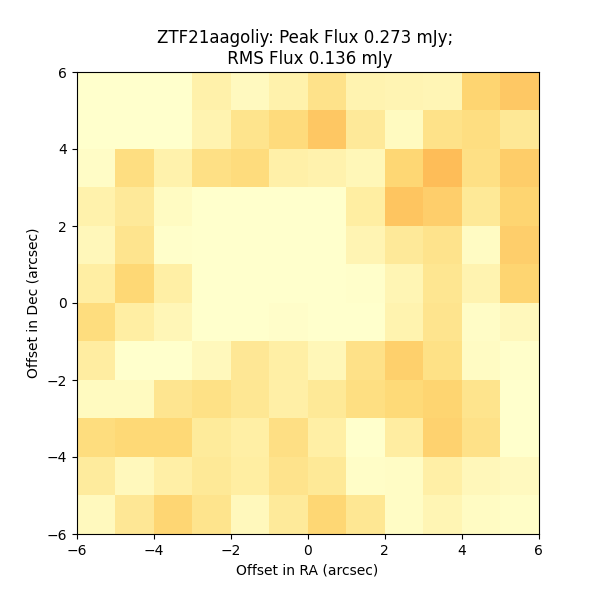 ZTF21aagoliy: Peak Flux 0.273 mJy;
RMS Flux 0.136 mJy
6
4
2
0
−2
−4
−6
Offset in Dec (arcsec)
−6 −4 −2 0 2 4 6
Offset in RA (arcsec)